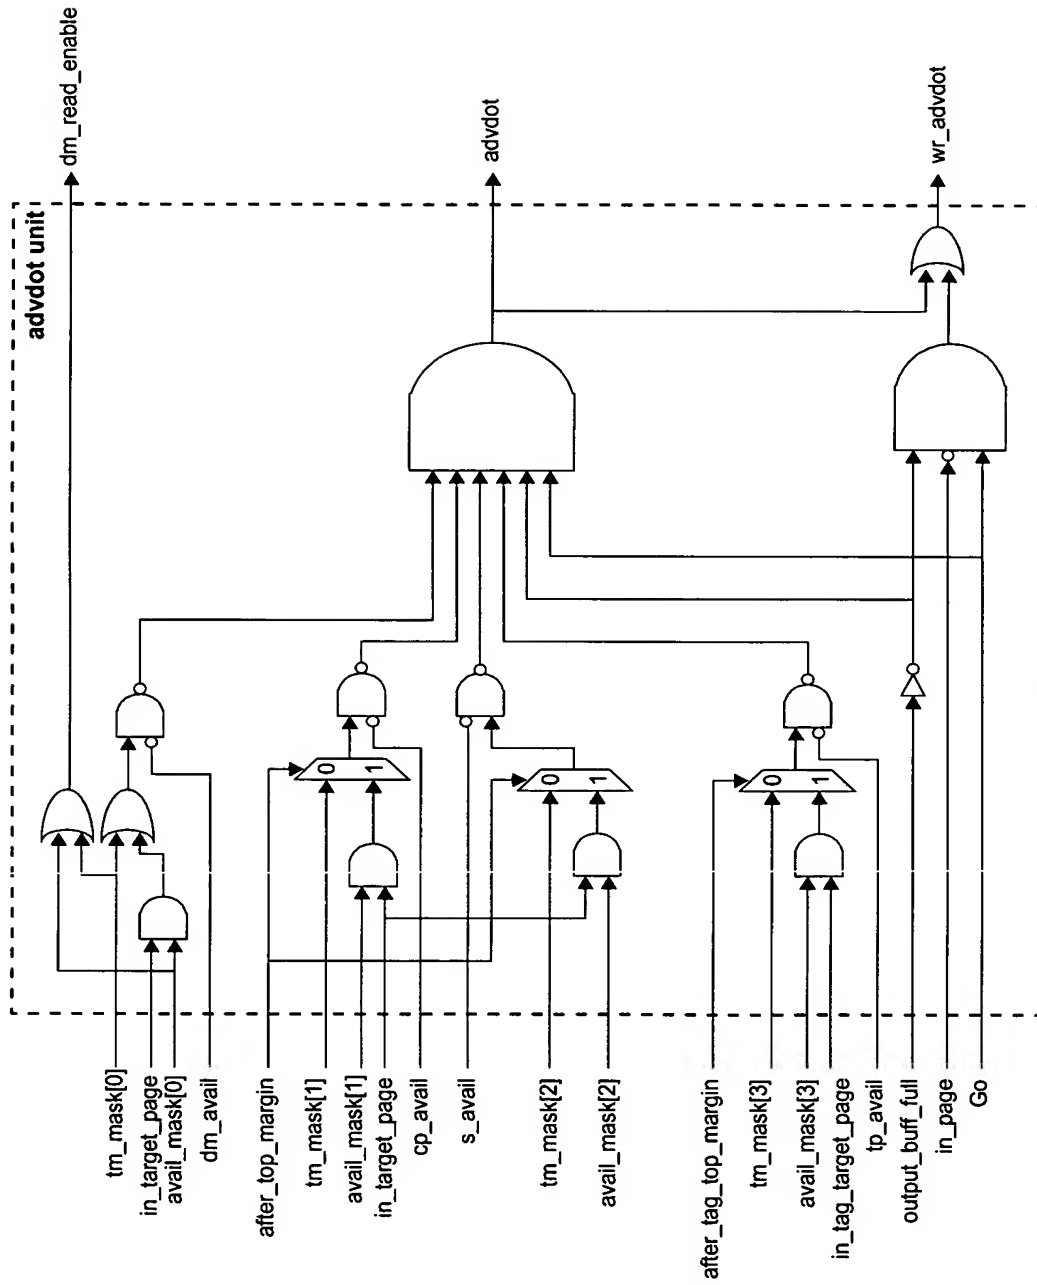 advdot unit
tm_mask[0]
in_target_page
avail_mask[0]
dm_avail
after_top_margin
tm_mask[1]
avail_mask[1]
in_target_page
cp_avail
s_avail
tm_mask[2]
avail_mask[2]
after_tag_top_margin
tm_mask[3]
avail_mask[3]
in_tag_target_page
tp_avail
output_buff_full
in_page
Go
0
1
0
1
0
1
dm_read_enable
advdot
wr_advdot